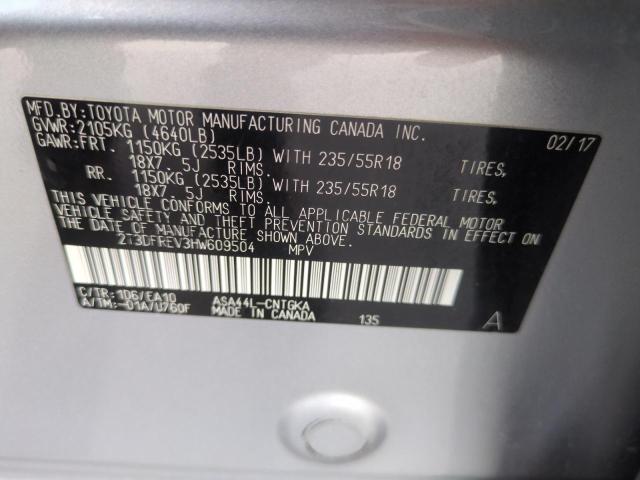 MFD.BY:TOYOTA MOTOR MANUFACTURING CANADA INC.
GVWR:2105KG (4640LB) 02/17
GAWR:FRT. 1150KG (2535LB) WITH 235/55R18 TIRES,
18X7. 5J RIMS.
RR. 1150KG (2535LB) WITH 235/55R18 TIRES,
18X7. 5J RIMS.
THIS VEHICLE CONFORMS TO ALL APPLICABLE FEDERAL MOTOR
VEHICLE SAFETY AND THEFT PREVENTION STANDARDS IN EFFECT ON
THE DATE OF MANUFACTURE SHOWN ABOVE.
2T3DFREV3HW609504 MPV
C/TR:1D6/EA10 ASA44L-CNTGKA
A/TM:-01A/U760F MADE IN CANADA 135 A